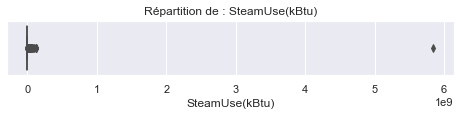 Répartition de : SteamUse(kBtu)
0 1 2 3 4 5 6
1e9
SteamUse(kBtu)